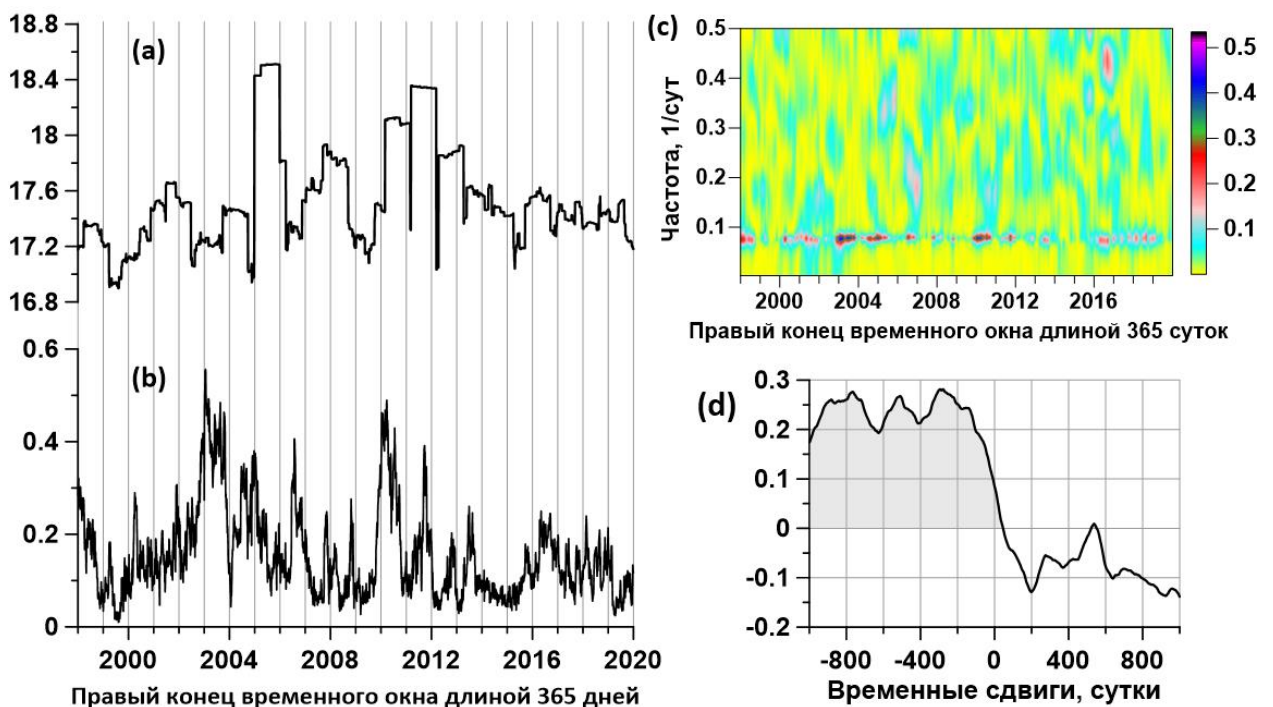 (a)
18.8
18.4
18
17.6
17.2
16.8
(b)
0.6
0.4
0.2
0
2000 2004 2008 2012 2016 2020
Правый конец временного окна длиной 365 дней
(c)
Частота, 1/сут
0.5
0.4
0.3
0.2
0.1
2000 2004 2008 2012 2016
0.5
0.4
0.3
0.2
0.1
Правый конец временного окна длиной 365 суток
(d)
0.3
0.2
0.1
0
-0.1
-0.2
-800 -400 0 400 800
Временные сдвиги, сутки